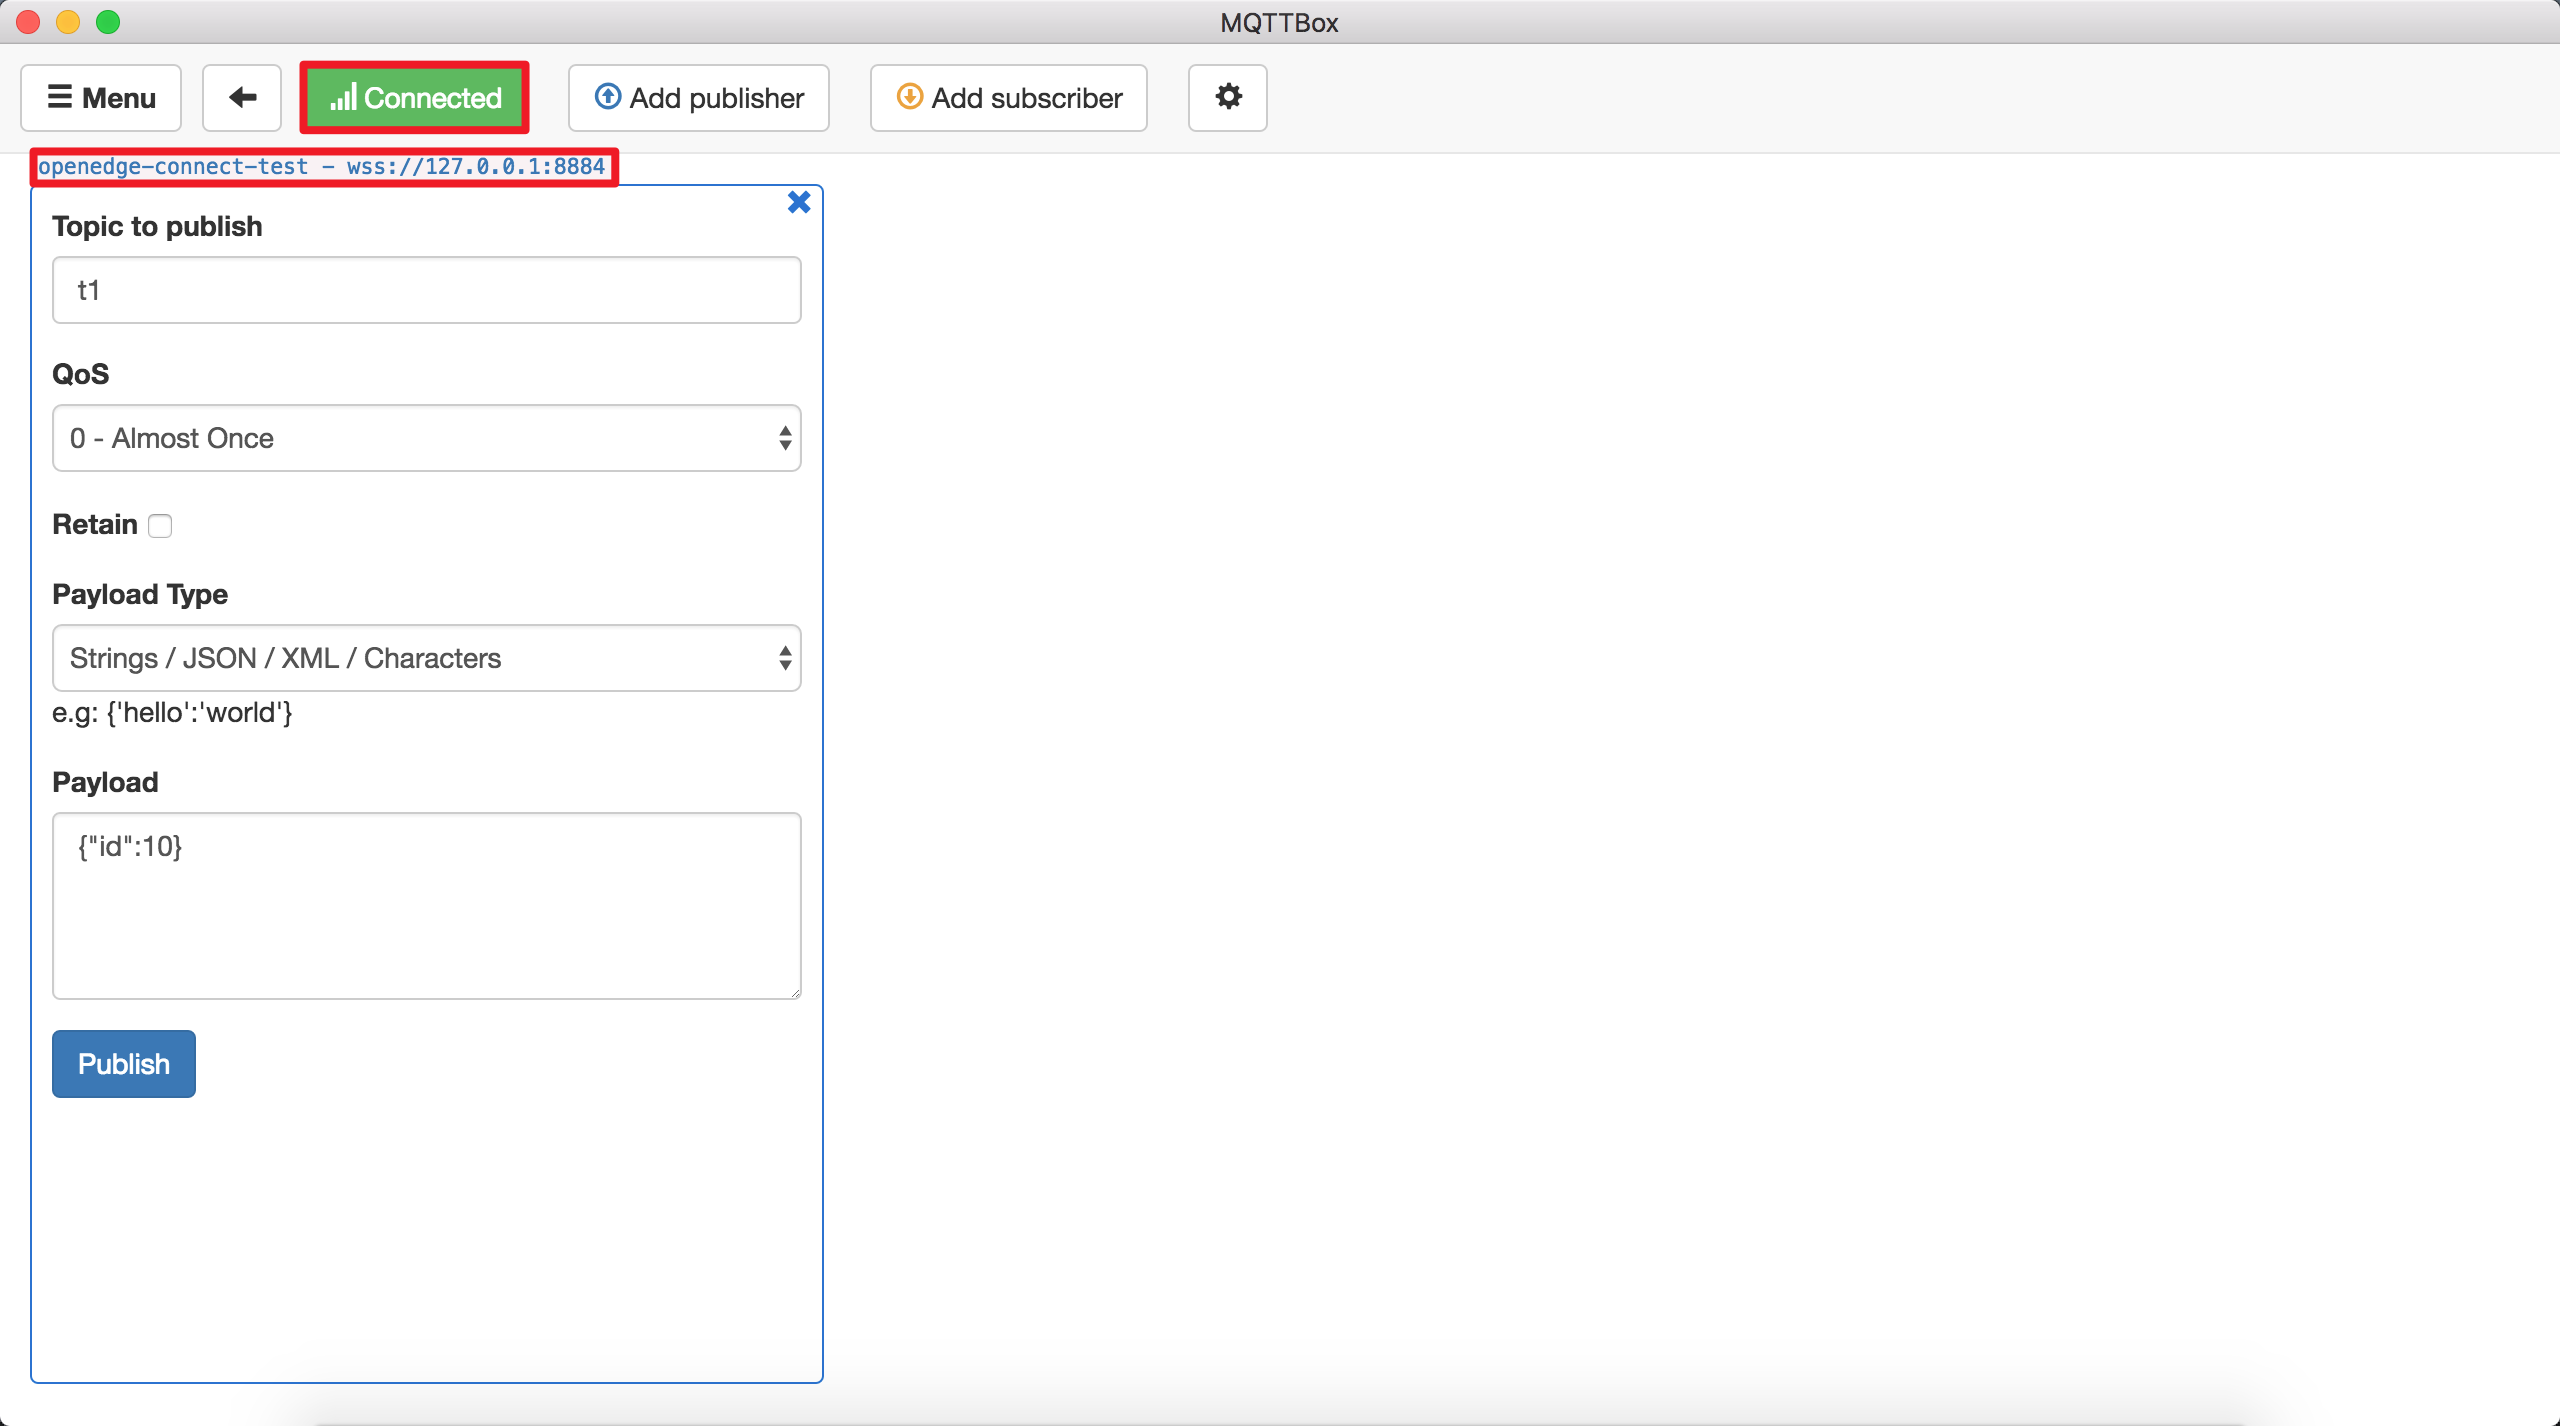 MQTTBox
Menu
Connected
Add publisher
Add subscriber
openedge-connect-test - wss://127.0.0.1:8884
Topic to publish
t1
QoS
0 - Almost Once
Retain
Payload Type
Strings / JSON / XML / Characters
e.g: {'hello':'world'}
Payload
{"id":10}
Publish